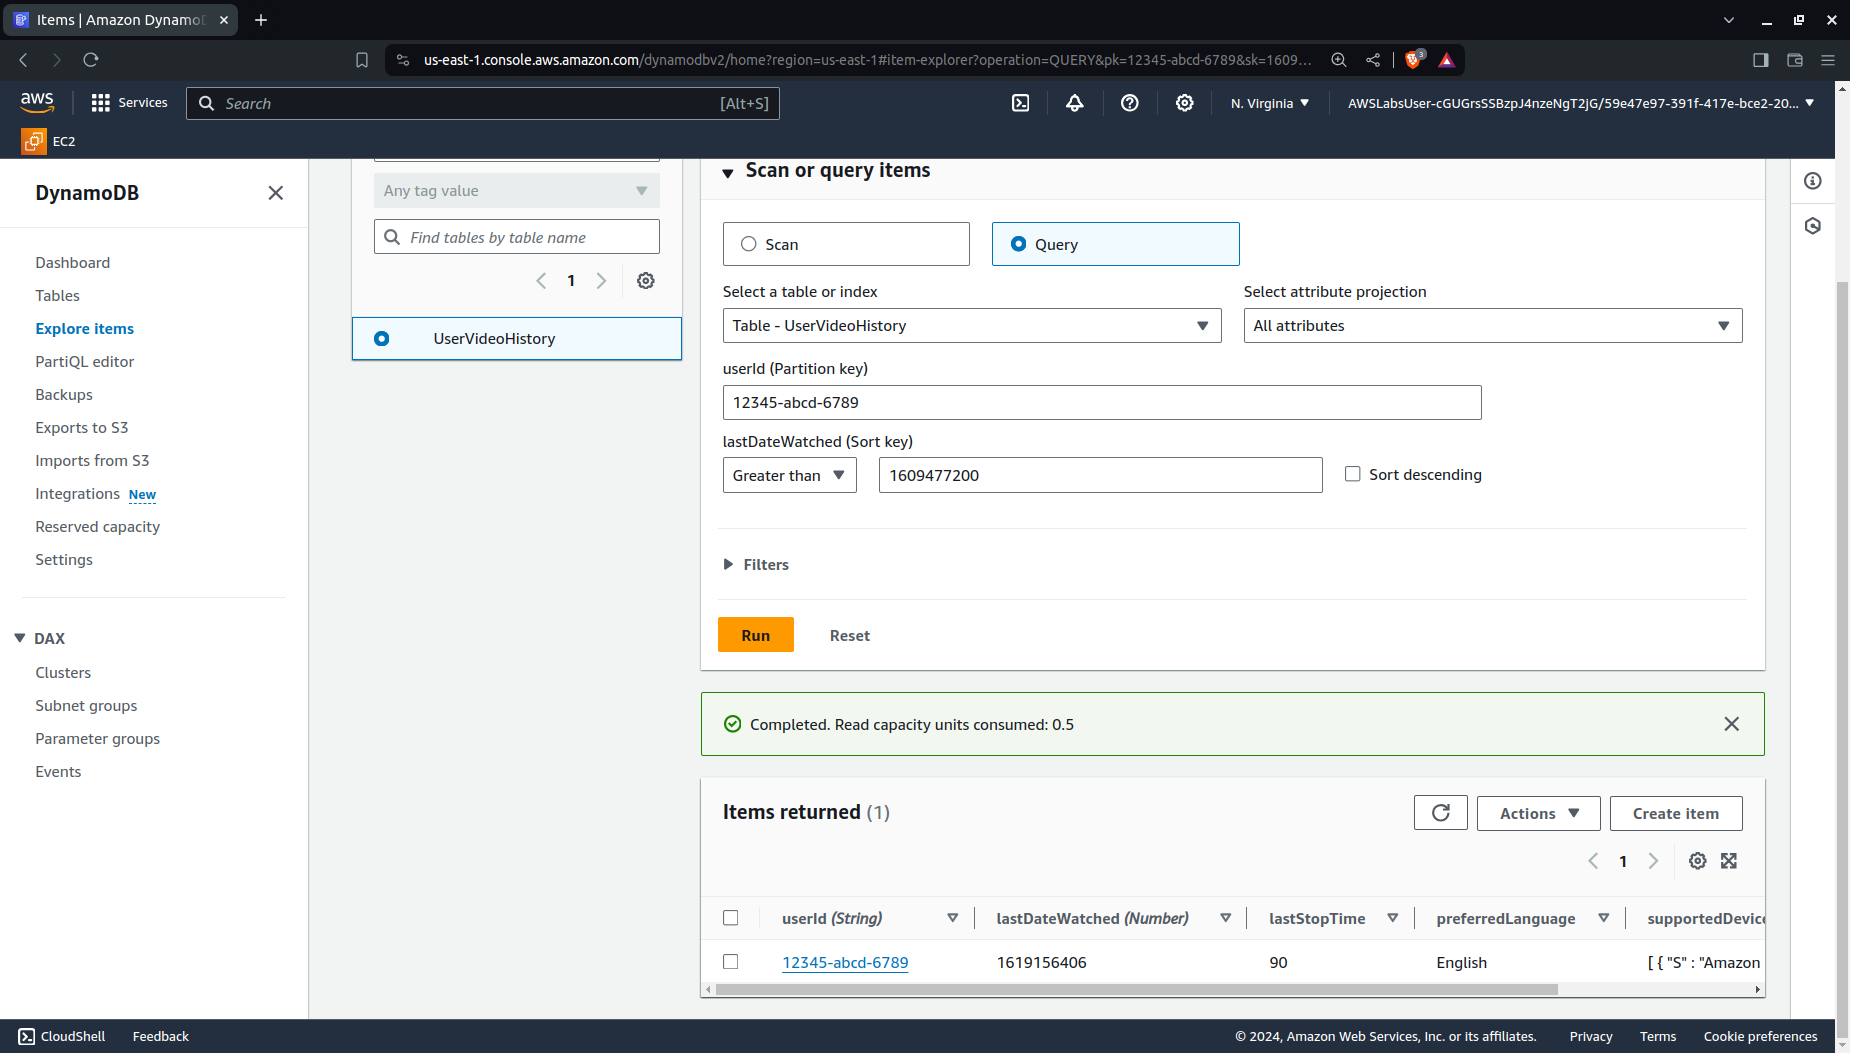 Items | Amazon Dynamo
us-east-1.console.aws.amazon.com/dynamodbv2/home?region=us-east-1#item-explorer?operation=QUERY&pk=12345-abcd-6789&sk=1609...
3
aws
Services
Search
[Alt+S]
N. Virginia
AWSLabsUser-cGUGrsSSBzpJ4nzeNgT2jG/59e47e97-391f-417e-bce2-20...
EC2
DynamoDB
Dashboard
Tables
Explore items
PartiQL editor
Backups
Exports to S3
Imports from S3
Integrations New
Reserved capacity
Settings
DAX
Clusters
Subnet groups
Parameter groups
Events
Any tag value
Find tables by table name
1
UserVideoHistory
Scan or query items
Scan
Query
Select a table or index
Select attribute projection
Table - UserVideoHistory
All attributes
userId (Partition key)
12345-abcd-6789
lastDateWatched (Sort key)
Greater than
1609477200
Sort descending
Filters
Run
Reset
Completed. Read capacity units consumed: 0.5
Items returned (1)
Actions
Create item
1
userId (String)
lastDateWatched (Number)
lastStopTime
preferredLanguage
supportedDevic
12345-abcd-6789
1619156406
90
English
[ { "S" : "Amazon
CloudShell
Feedback
© 2024, Amazon Web Services, Inc. or its affiliates.
Privacy
Terms
Cookie preferences